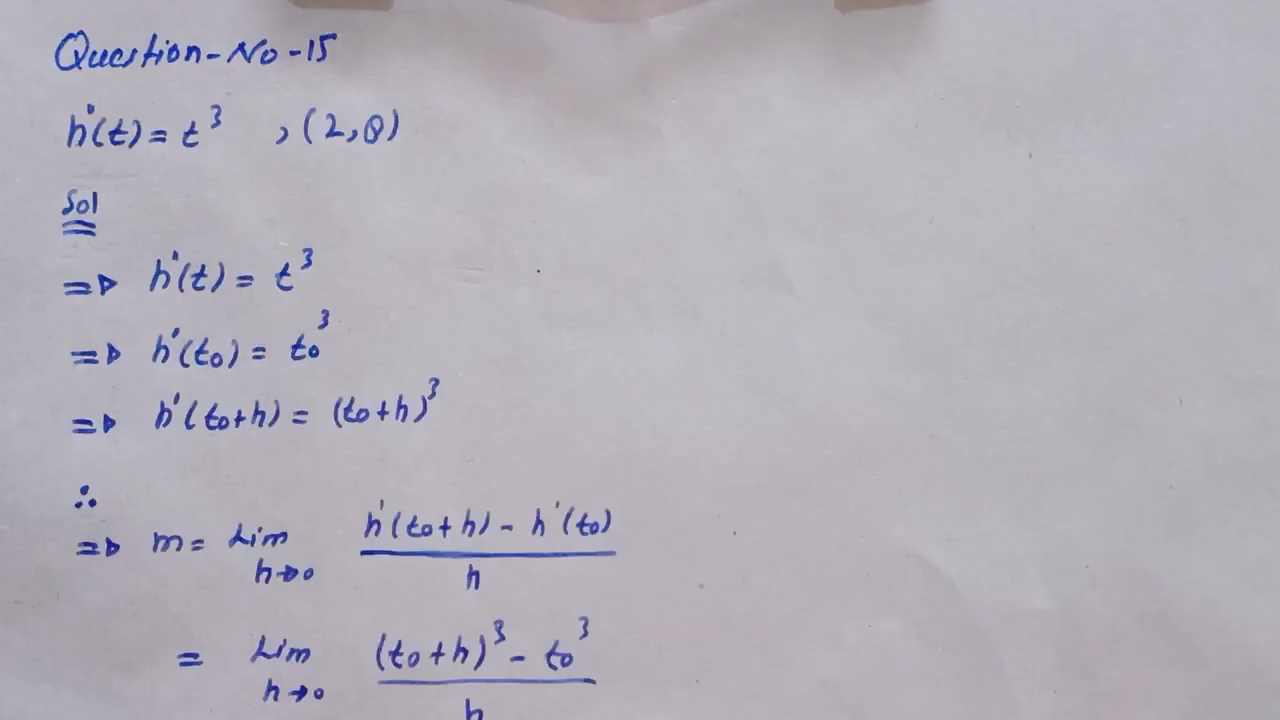 Question-No-15
h'(t) = t³ , (2,8)
Sol
=> h'(t) = t³
=> h'(t₀) = t₀³
=> h'(t₀+h) = (t₀+h)³
∴
=> m = Lim h→0 h'(t₀+h) - h'(t₀) / h
= Lim h→0 (t₀+h)³ - t₀³ / h